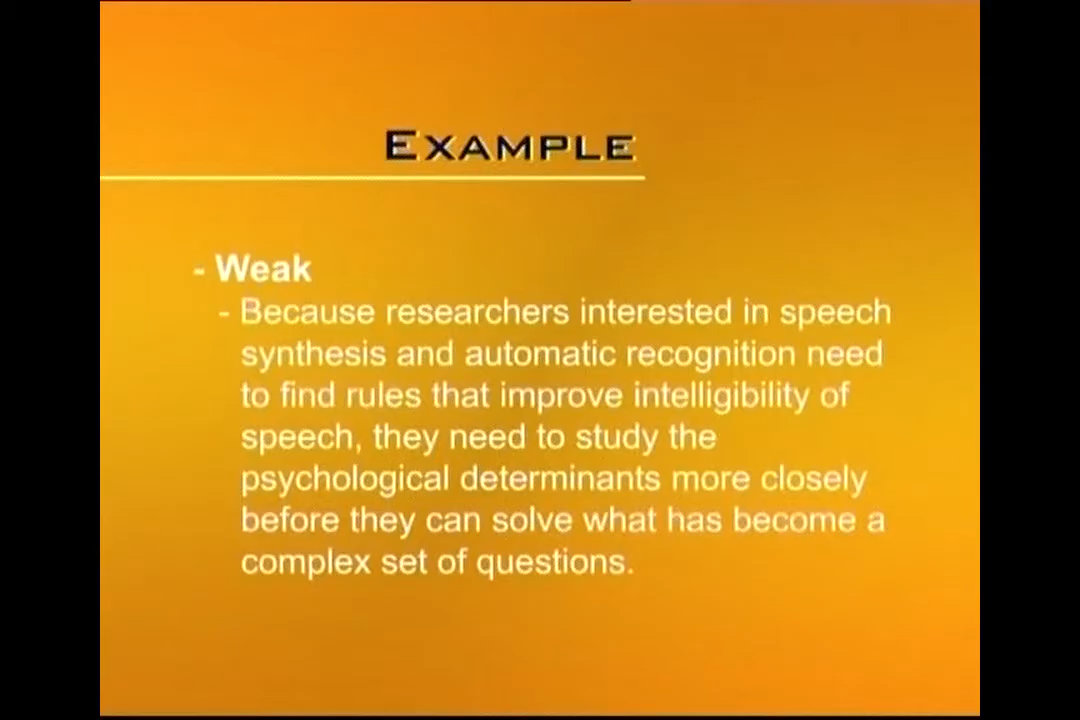 EXAMPLE
- Weak
- Because researchers interested in speech
synthesis and automatic recognition need
to find rules that improve intelligibility of
speech, they need to study the
psychological determinants more closely
before they can solve what has become a
complex set of questions.